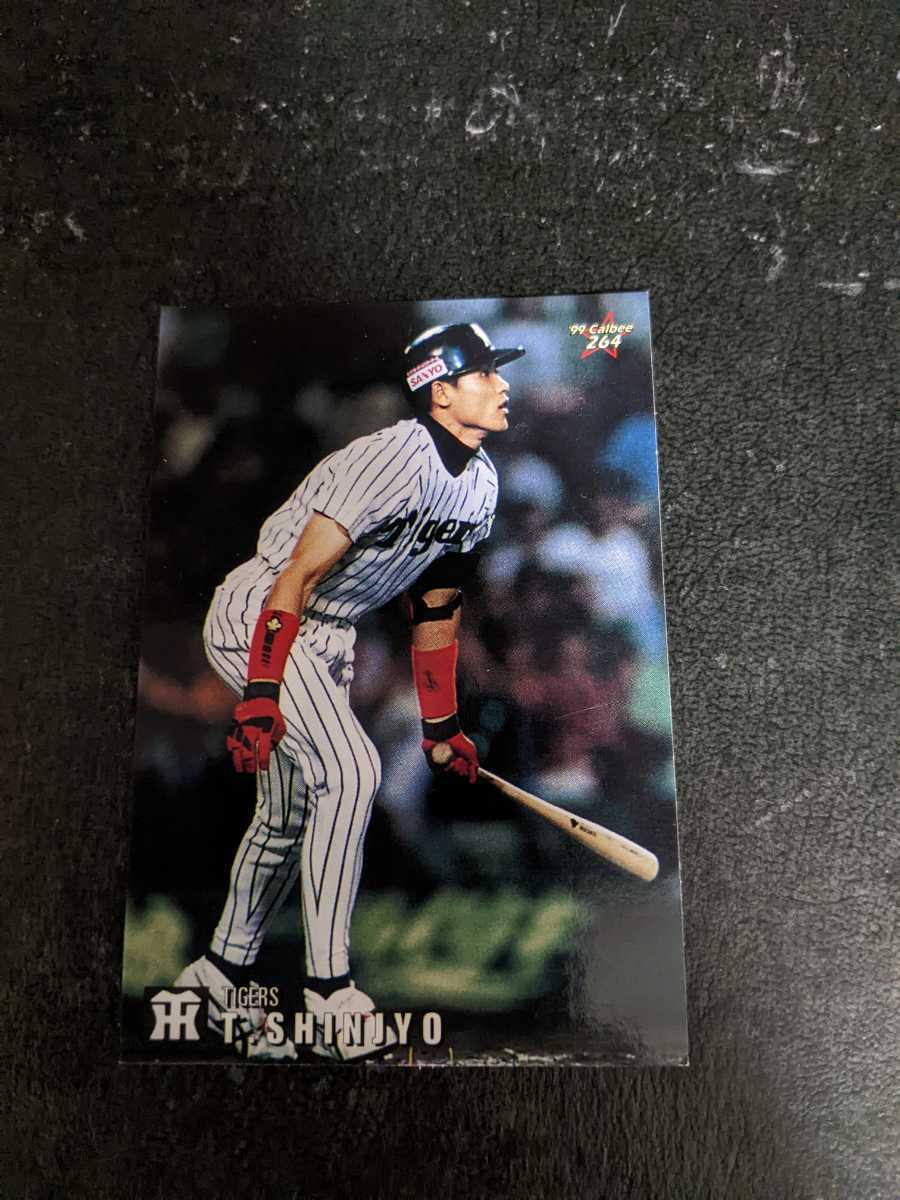 '99 Calbee
264
SANYO
Tigers
TIGERS
T.SHINJYO